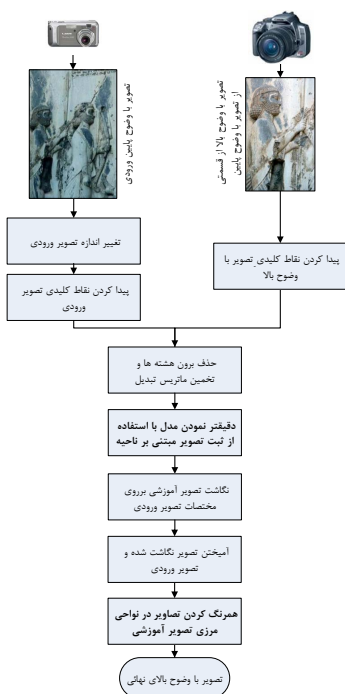 تصویر با وضوح پایین ورودی
تصویر با وضوح بالا از قسمتی
از تصویر با وضوح پایین
تغییر اندازه تصویر ورودی
پیدا کردن نقاط کلیدی تصویر
ورودی
پیدا کردن نقاط کلیدیِ تصویر با
وضوح بالا
حذف برون هشته ها و
تخمین ماتریس تبدیل
دقیقتر نمودن مدل با استفاده
از ثبت تصویر مبتنی بر ناحیه
نگاشت تصویر آموزشی برروی
مختصات تصویر ورودی
آمیختن تصویر نگاشت شده و
تصویر ورودی
همرنگ کردن تصاویر در نواحی
مرزی تصویر آموزشی
تصویر با وضوح بالای نهائی